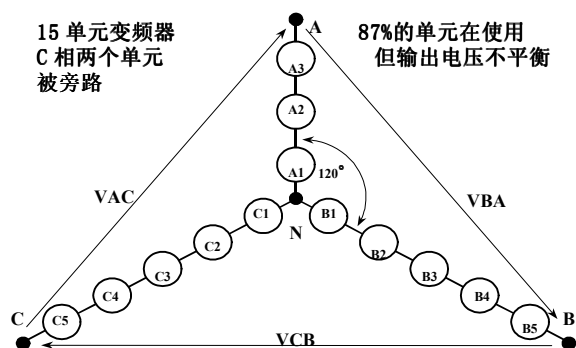 15 单元变频器
C 相两个单元
被旁路
87%的单元在使用
但输出电压不平衡
A
A3
A2
A1
120°
VAC
VBA
C1
B1
N
C2
B2
C3
B3
C4
B4
C
C5
B5
B
VCB